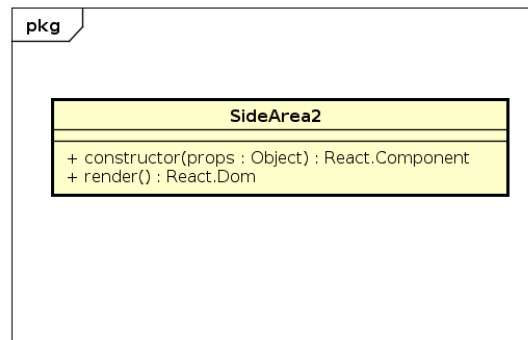 pkg
SideArea2
+ constructor(props : Object) : React.Component
+ render() : React.Dom